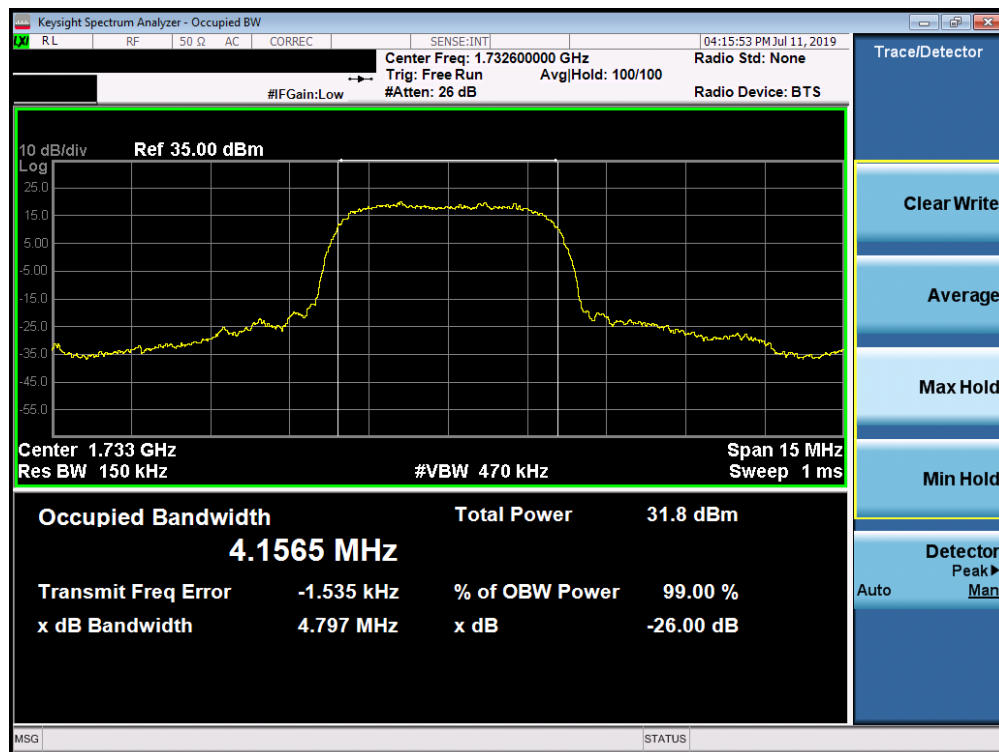 Keysight Spectrum Analyzer - Occupied BW
LXI RL RF 50 Ω AC CORREC SENSE:INT 04:15:53 PM Jul 11, 2019
Center Freq: 1.732600000 GHz Radio Std: None
Trig: Free Run Avg|Hold: 100/100
#IFGain:Low #Atten: 26 dB Radio Device: BTS
Trace/Detector
10 dB/div Ref 35.00 dBm
Log
25.0
15.0
5.00
-5.00
-15.0
-25.0
-35.0
-45.0
-55.0
Center 1.733 GHz Span 15 MHz
Res BW 150 kHz #VBW 470 kHz Sweep 1 ms
Occupied Bandwidth Total Power 31.8 dBm
4.1565 MHz
Transmit Freq Error -1.535 kHz % of OBW Power 99.00 %
x dB Bandwidth 4.797 MHz x dB -26.00 dB
Clear Write
Average
Max Hold
Min Hold
Detector
Peak▶
Auto Man
MSG STATUS